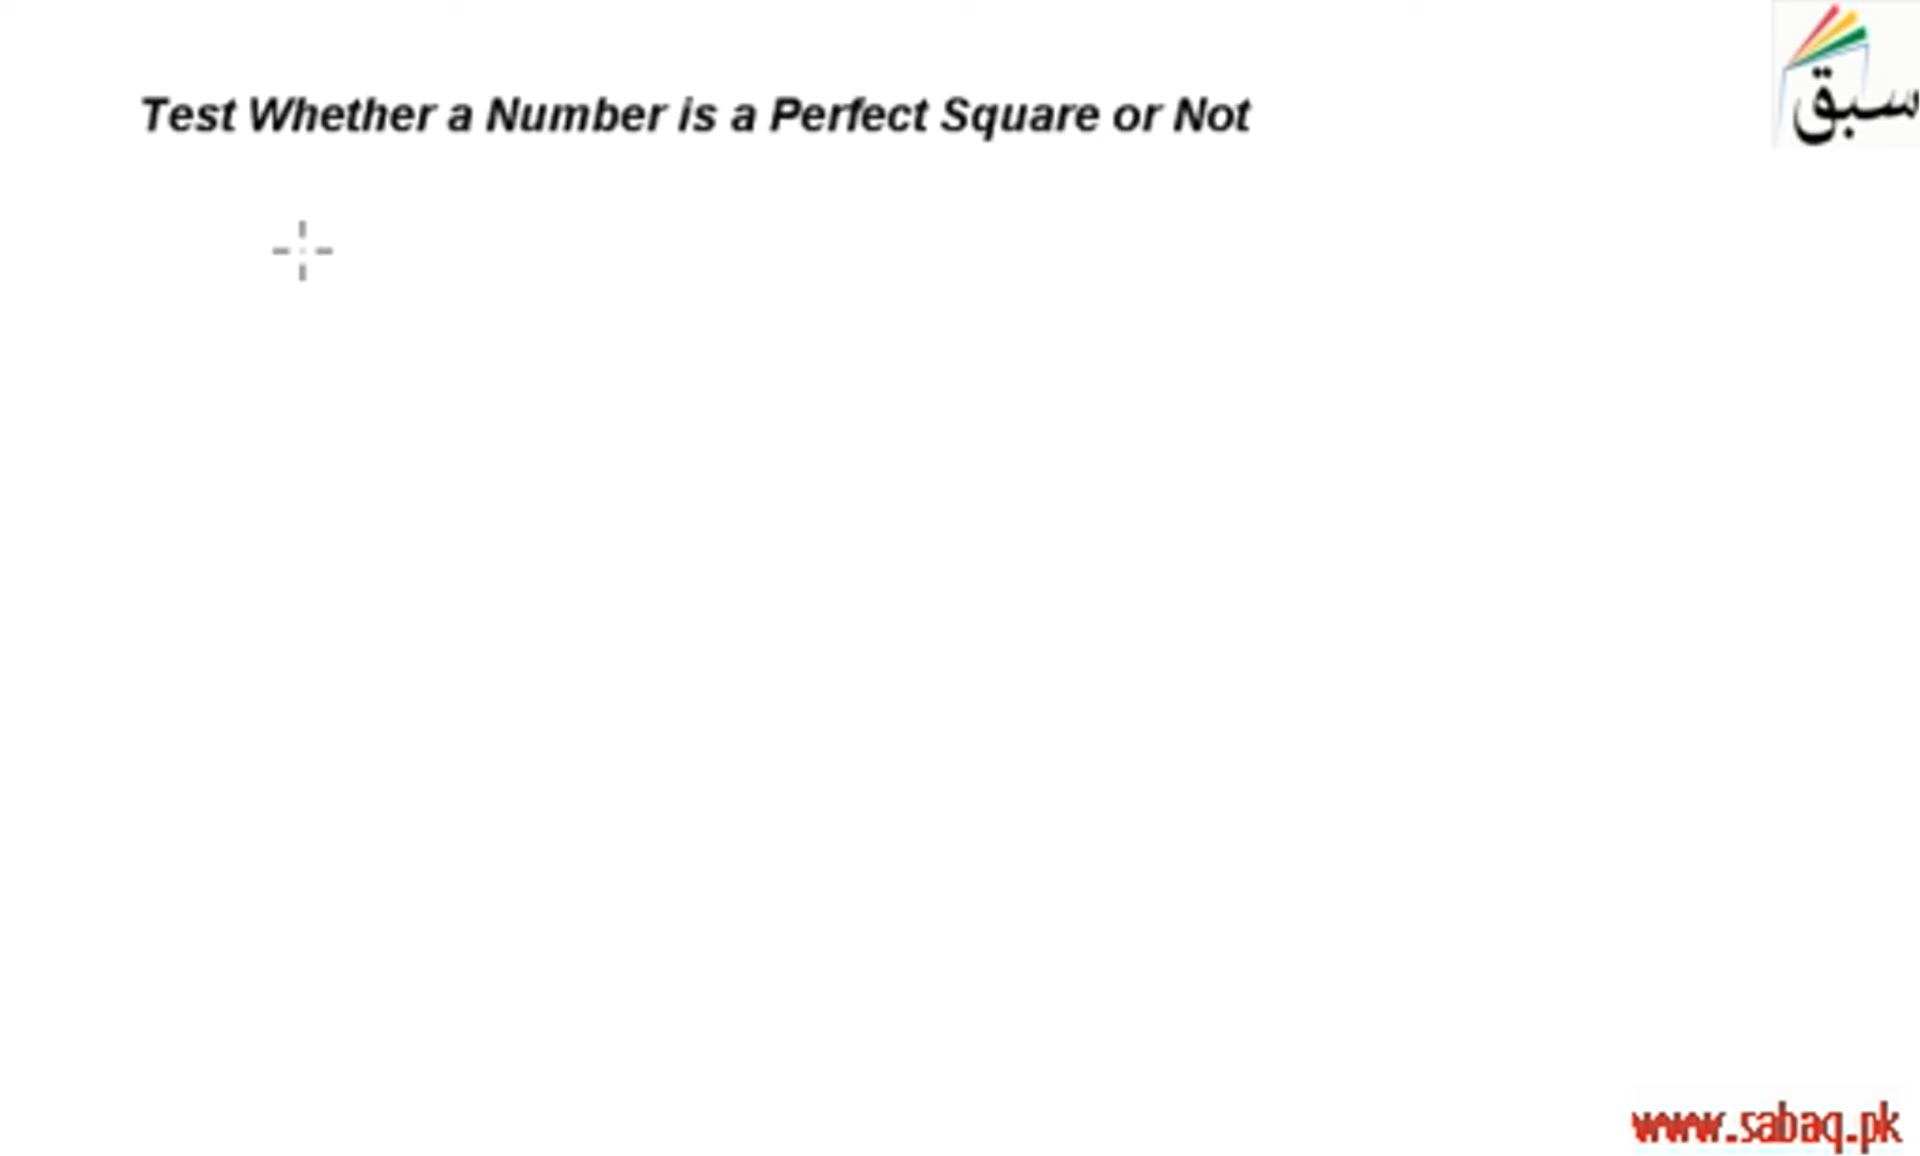 Test Whether a Number is a Perfect Square or Not
سبق
www.sabaq.pk